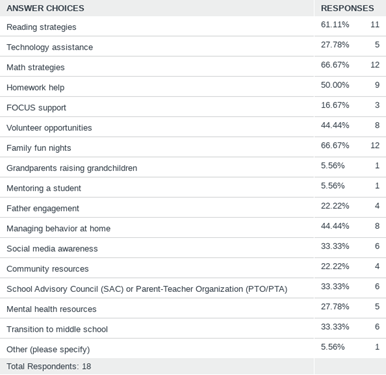 ANSWER CHOICES RESPONSES
Reading strategies 61.11% 11
Technology assistance 27.78% 5
Math strategies 66.67% 12
Homework help 50.00% 9
FOCUS support 16.67% 3
Volunteer opportunities 44.44% 8
Family fun nights 66.67% 12
Grandparents raising grandchildren 5.56% 1
Mentoring a student 5.56% 1
Father engagement 22.22% 4
Managing behavior at home 44.44% 8
Social media awareness 33.33% 6
Community resources 22.22% 4
School Advisory Council (SAC) or Parent-Teacher Organization (PTO/PTA) 33.33% 6
Mental health resources 27.78% 5
Transition to middle school 33.33% 6
Other (please specify) 5.56% 1
Total Respondents: 18